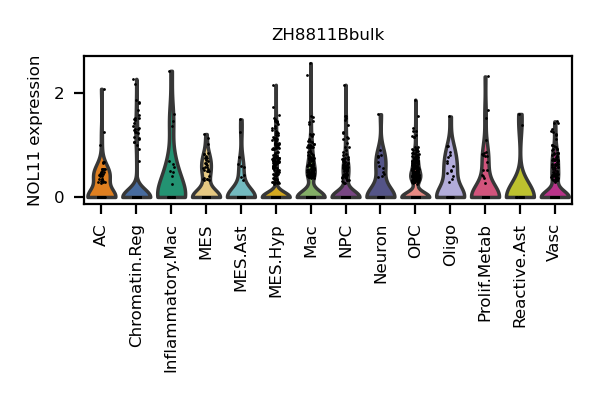 ZH8811Bbulk
NOL11 expression
2
0
AC
Chromatin.Reg
Inflammatory.Mac
MES
MES.Ast
MES.Hyp
Mac
NPC
Neuron
OPC
Oligo
Prolif.Metab
Reactive.Ast
Vasc